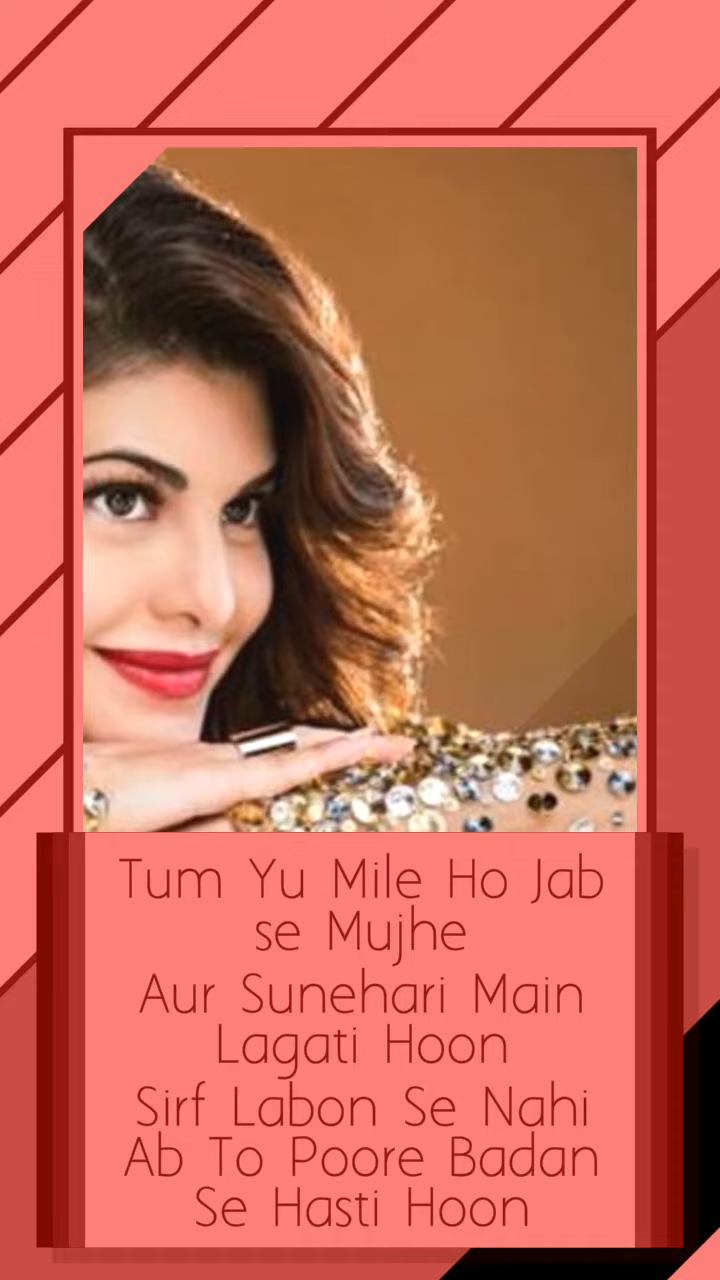 Tum Yu Mile Ho Jab
se Mujhe
Aur Sunehari Main
Lagati Hoon
Sirf Labon Se Nahi
Ab To Poore Badan
Se Hasti Hoon